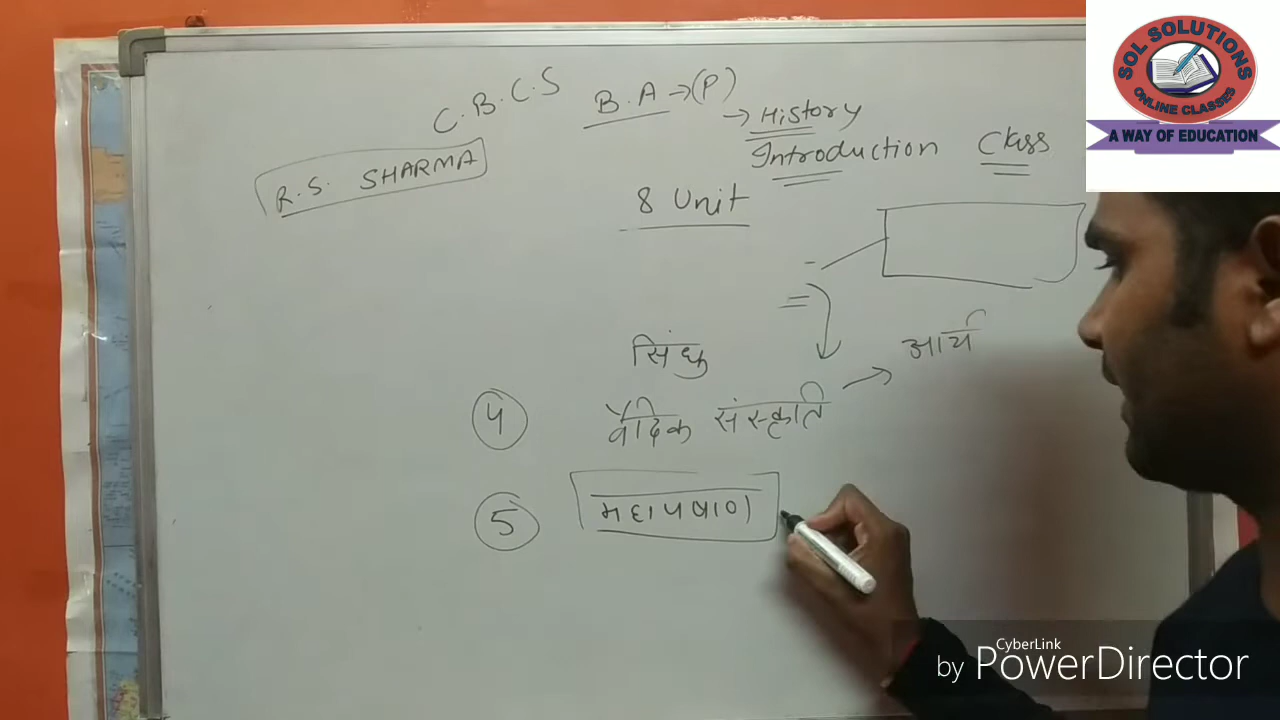 C.B.C.S B.A → (P)
→ History
Introduction Class
R.S. SHARMA
8 Unit
सिंधु
आर्य
4 वैदिक संस्कृति →
5 महापषाण
SOL SOLUTIONS
ONLINE CLASSES
A WAY OF EDUCATION
CyberLink
by PowerDirector